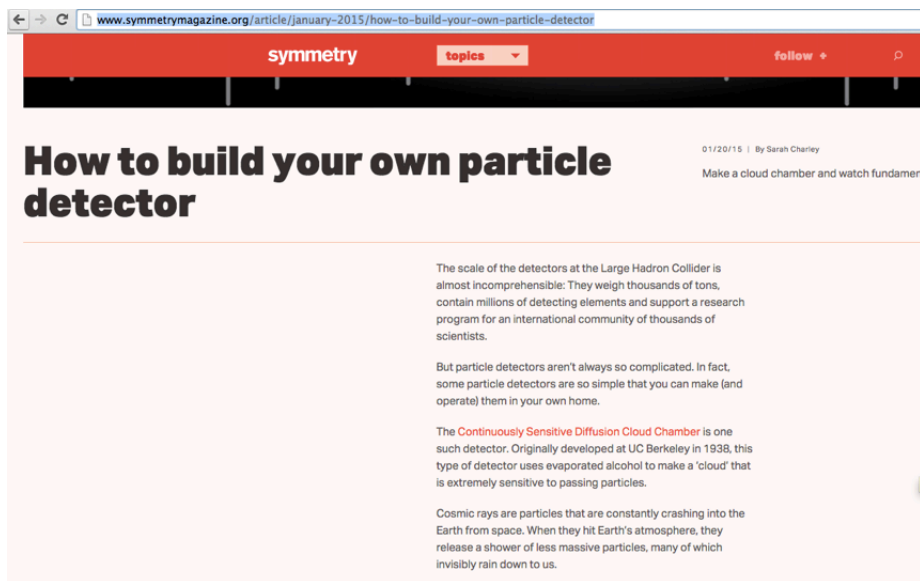 www.symmetrymagazine.org/article/january-2015/how-to-build-your-own-particle-detector
symmetry
topics
follow +
How to build your own particle
detector
01/20/15 | By Sarah Charley
Make a cloud chamber and watch fundamen
The scale of the detectors at the Large Hadron Collider is
almost incomprehensible: They weigh thousands of tons,
contain millions of detecting elements and support a research
program for an international community of thousands of
scientists.
But particle detectors aren't always so complicated. In fact,
some particle detectors are so simple that you can make (and
operate) them in your own home.
The Continuously Sensitive Diffusion Cloud Chamber is one
such detector. Originally developed at UC Berkeley in 1938, this
type of detector uses evaporated alcohol to make a 'cloud' that
is extremely sensitive to passing particles.
Cosmic rays are particles that are constantly crashing into the
Earth from space. When they hit Earth's atmosphere, they
release a shower of less massive particles, many of which
invisibly rain down to us.